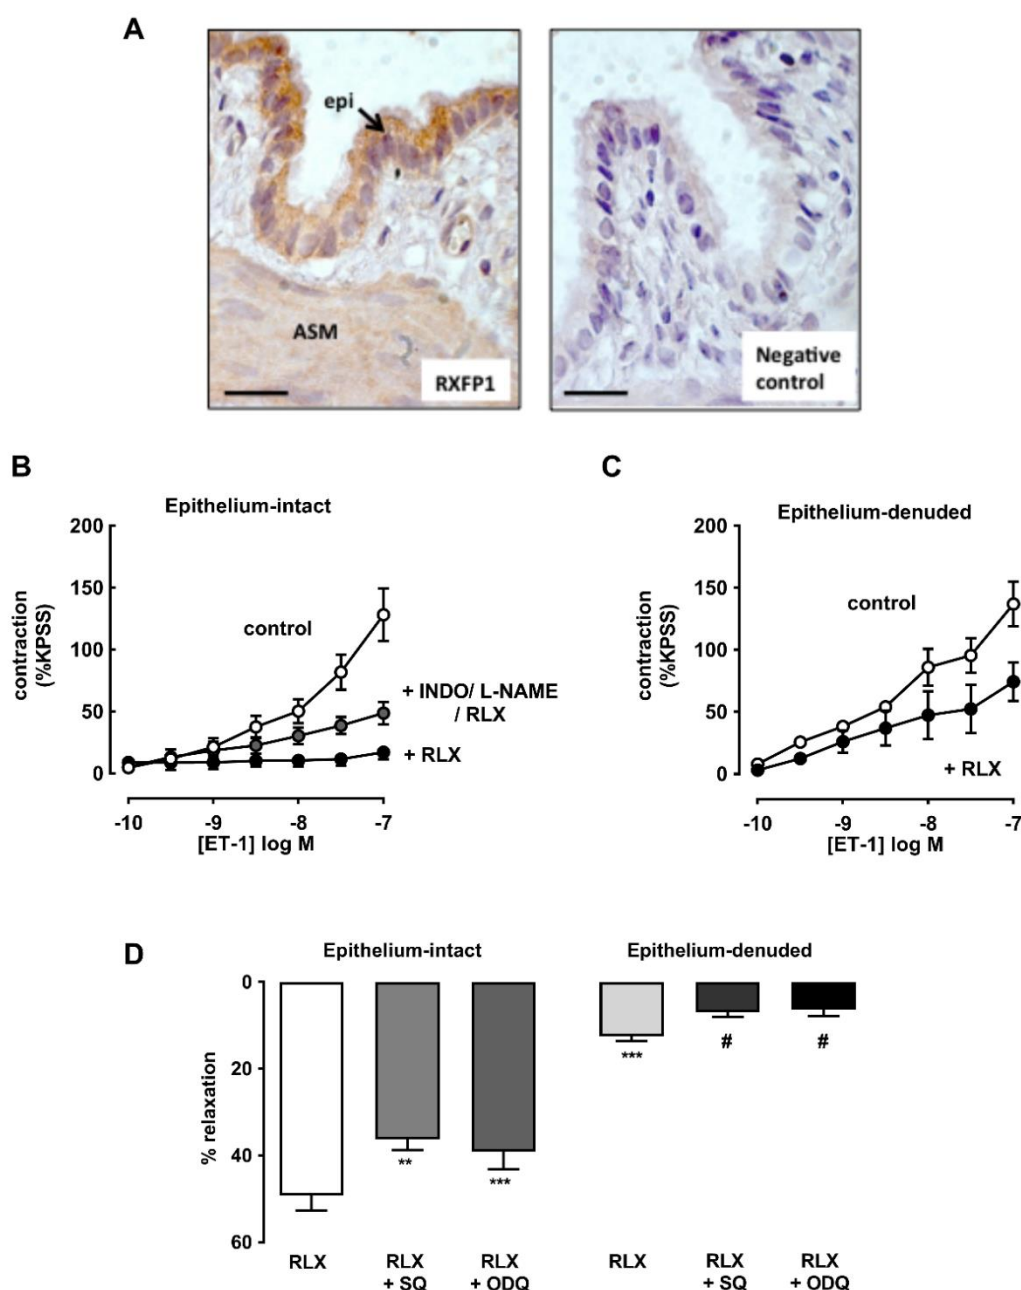 A
epi
ASM
RXFP1
Negative
control
B
Epithelium-intact
200
150
100
50
0
contraction
(%KPSS)
control
+ INDO/ L-NAME
/ RLX
+ RLX
-10
-9
-8
-7
[ET-1] log M
C
Epithelium-denuded
200
150
100
50
0
contraction
(%KPSS)
control
+ RLX
-10
-9
-8
-7
[ET-1] log M
D
Epithelium-intact
Epithelium-denuded
0
20
40
60
% relaxation
**
***
***
#
#
RLX
RLX
+ SQ
RLX
+ ODQ
RLX
RLX
+ SQ
RLX
+ ODQ